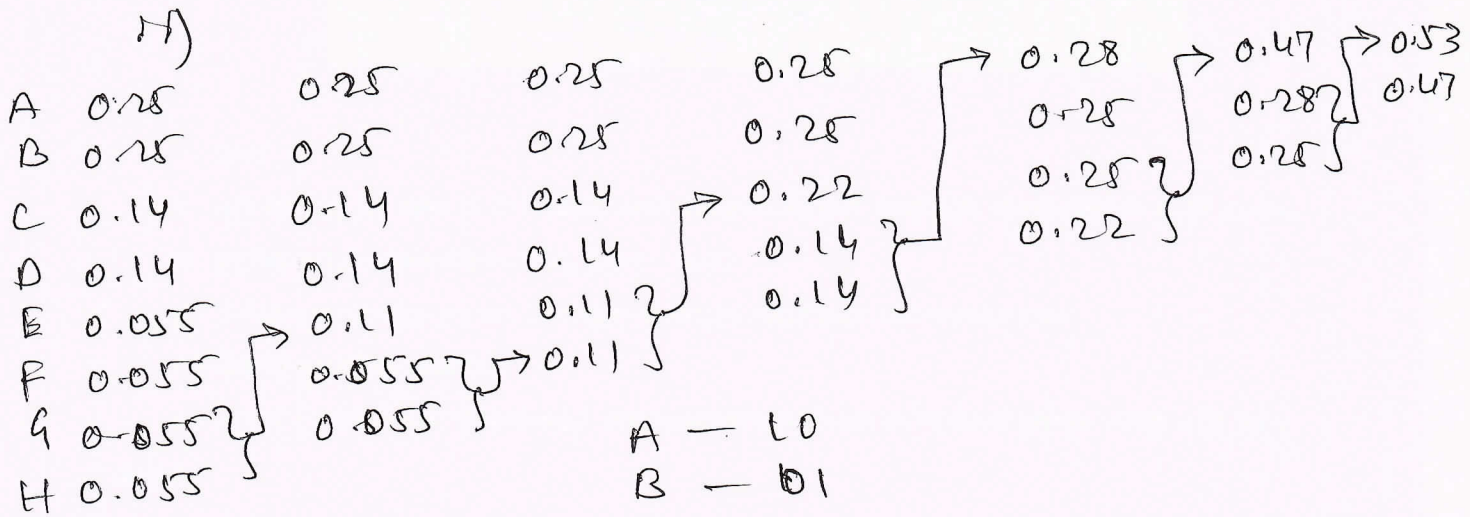 H)
A 0.25 0.25 0.25 0.25 → 0.28 → 0.47 → 0.53
B 0.25 0.25 0.25 0.25 0.25 0.28 0.47
C 0.14 0.14 0.14 → 0.22 0.25 0.25
D 0.14 0.14 0.14 0.14 0.22
E 0.055 → 0.11 0.11 0.14
F 0.055 0.055 → 0.11
G 0.055 0.055
H 0.055
A — 10
B — 01